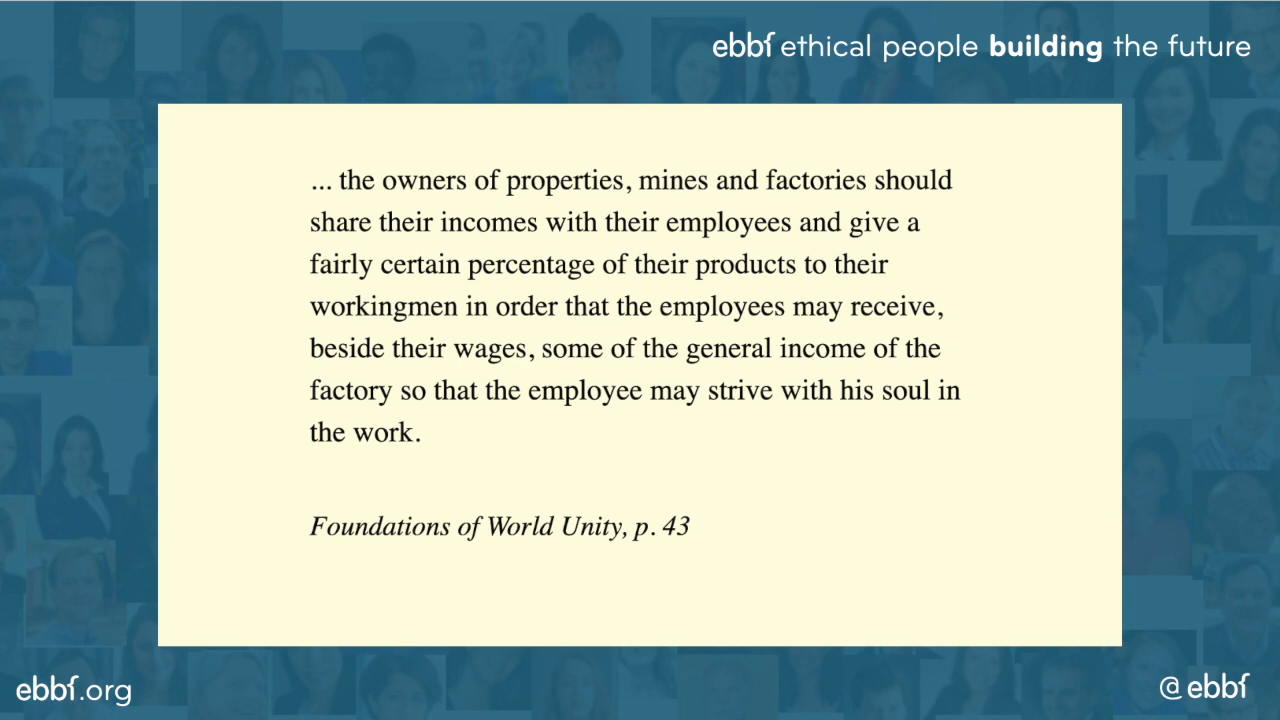 ebbf ethical people building the future
... the owners of properties, mines and factories should
share their incomes with their employees and give a
fairly certain percentage of their products to their
workingmen in order that the employees may receive,
beside their wages, some of the general income of the
factory so that the employee may strive with his soul in
the work.
Foundations of World Unity, p. 43
ebbf.org
@ebbf